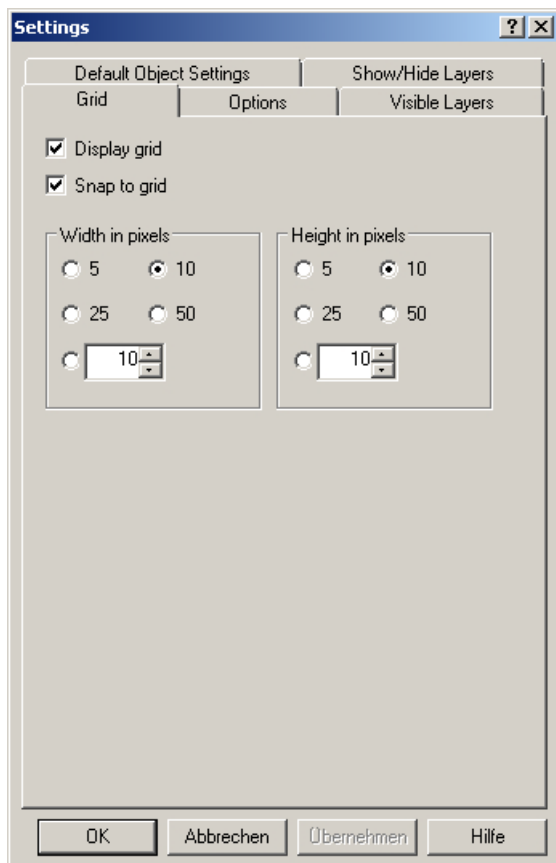 Settings
Default Object Settings Show/Hide Layers
Grid Options Visible Layers
Display grid
Snap to grid
Width in pixels Height in pixels
5 10 5 10
25 50 25 50
10 10
OK Abbrechen Übernehmen Hilfe